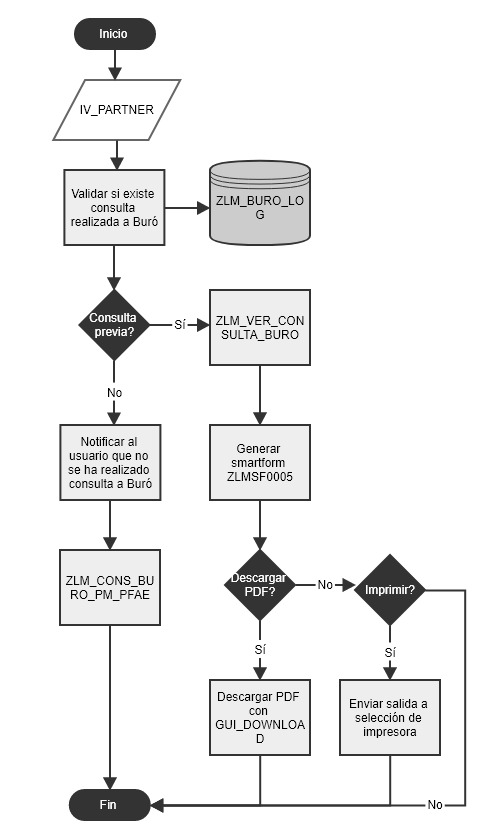 Inicio
IV_PARTNER
Validar si existe
consulta
realizada a Buró
ZLM_BURO_LO
G
Consulta
previa?
Sí
ZLM_VER_CON
SULTA_BURO
No
Notificar al
usuario que no
se ha realizado
consulta a Buró
Generar
smartform
ZLMSF0005
ZLM_CONS_BU
RO_PM_PFAE
Descargar
PDF?
No
Imprimir?
Sí
Sí
Descargar PDF
con
GUI_DOWNLOA
D
Enviar salida a
selección de
impresora
Fin
No